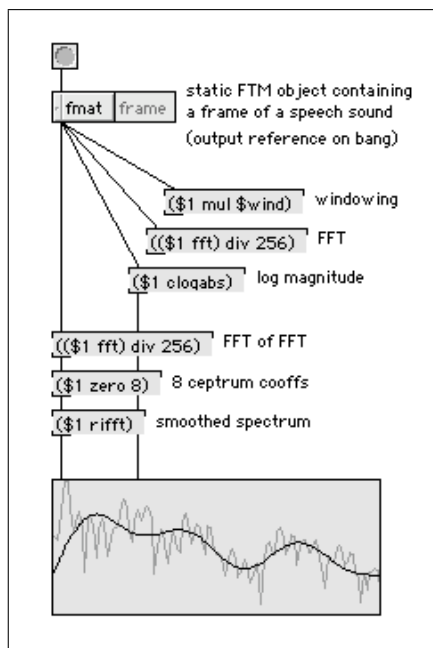 static FTM object containing
fmat frame a frame of a speech sound
(output reference on bang)
($1 mul $wind) windowing
(($1 fft) div 256) FFT
($1 clogabs) log magnitude
(($1 fft) div 256) FFT of FFT
($1 zero 8) 8 ceptrum cooffs
($1 rifft) smoothed spectrum